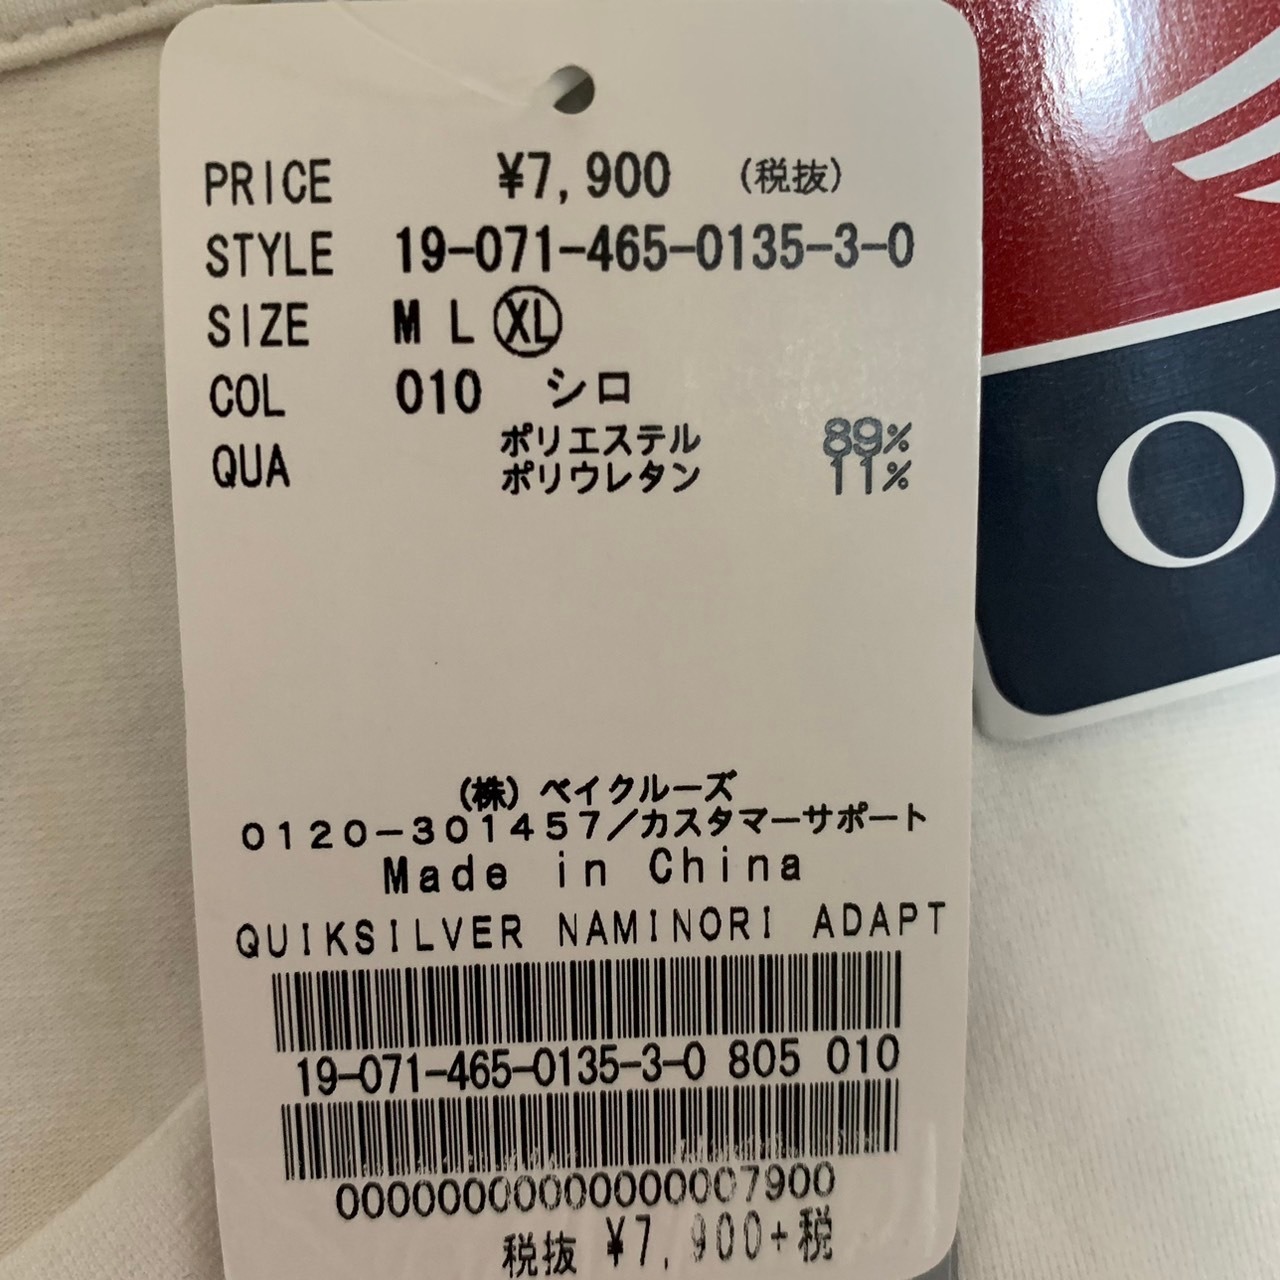 PRICE ¥7,900 (税抜)
STYLE 19-071-465-0135-3-0
SIZE M L XL
COL 010 シロ
QUA ポリエステル 89%
ポリウレタン 11%
(株) ベイクルーズ
0120-301457/カスタマーサポート
Made in China
QUIKSILVER NAMINORI ADAPT
19-071-465-0135-3-0 805 010
00000000000000007900
税抜 ¥7,900+税
O